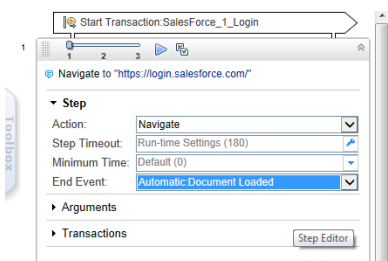 Start Transaction:SalesForce_1_Login
1
1 2 3
Navigate to "https://login.salesforce.com/"
Step
Action: Navigate
Step Timeout: Run-time Settings (180)
Minimum Time: Default (0)
End Event: Automatic:Document Loaded
Arguments
Transactions
Step Editor
Toolbox